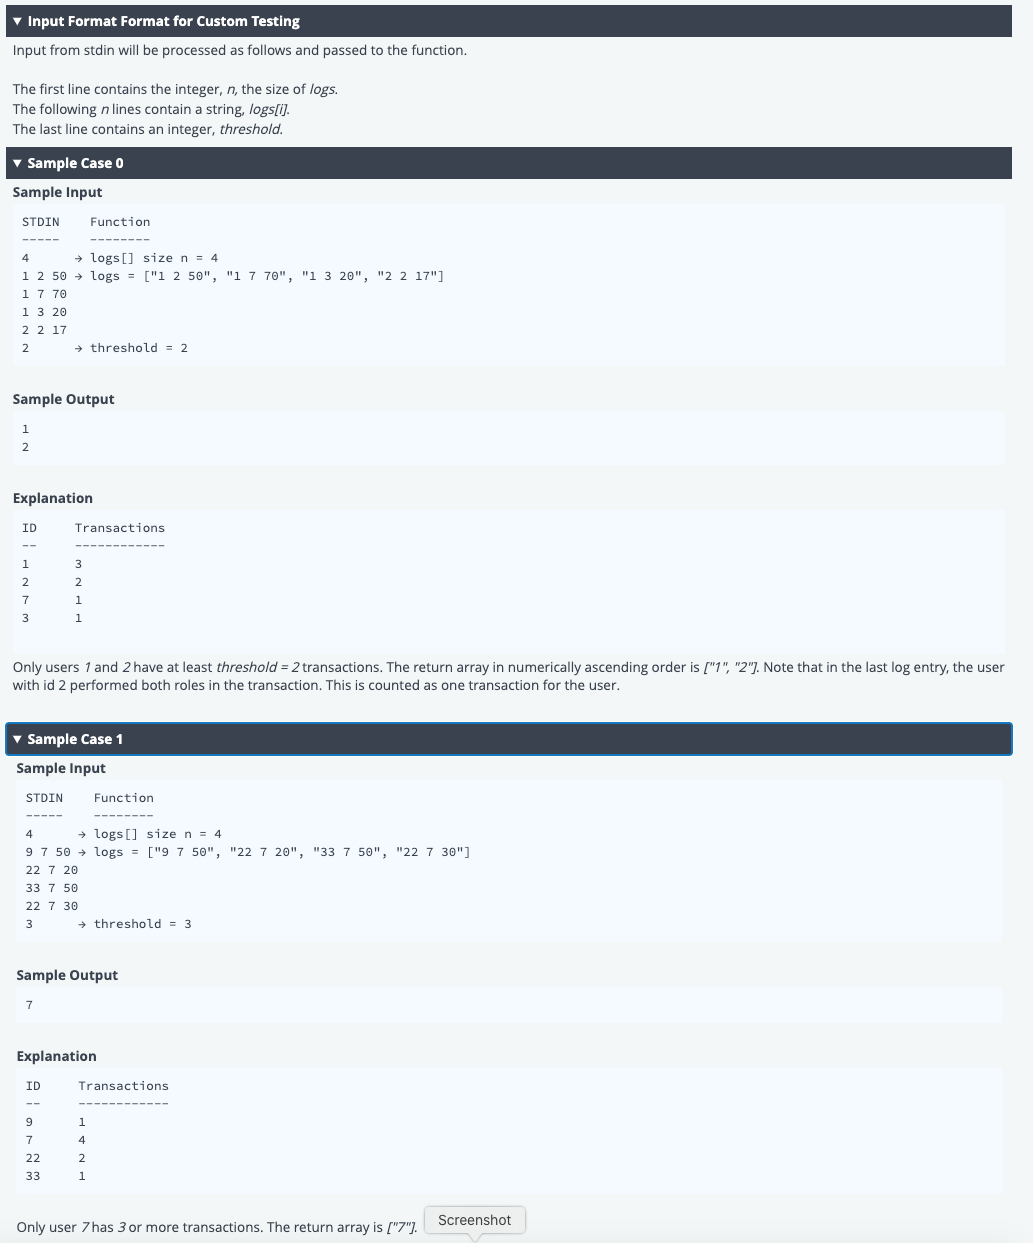 ▼ Input Format Format for Custom Testing
Input from stdin will be processed as follows and passed to the function.
The first line contains the integer, n, the size of logs.
The following n lines contain a string, logs[i].
The last line contains an integer, threshold.
▼ Sample Case 0
Sample Input
STDIN    Function
-----    --------
4      → logs[] size n = 4
1 2 50 → logs = ["1 2 50", "1 7 70", "1 3 20", "2 2 17"]
1 7 70
1 3 20
2 2 17
2      → threshold = 2
Sample Output
1
2
Explanation
ID     Transactions
--     ------------
1      3
2      2
7      1
3      1
Only users 1 and 2 have at least threshold = 2 transactions. The return array in numerically ascending order is ["1", "2"]. Note that in the last log entry, the user
with id 2 performed both roles in the transaction. This is counted as one transaction for the user.
▼ Sample Case 1
Sample Input
STDIN    Function
-----    --------
4      → logs[] size n = 4
9 7 50 → logs = ["9 7 50", "22 7 20", "33 7 50", "22 7 30"]
22 7 20
33 7 50
22 7 30
3      → threshold = 3
Sample Output
7
Explanation
ID     Transactions
--     ------------
9      1
7      4
22     2
33     1
Only user 7 has 3 or more transactions. The return array is ["7"].
Screenshot